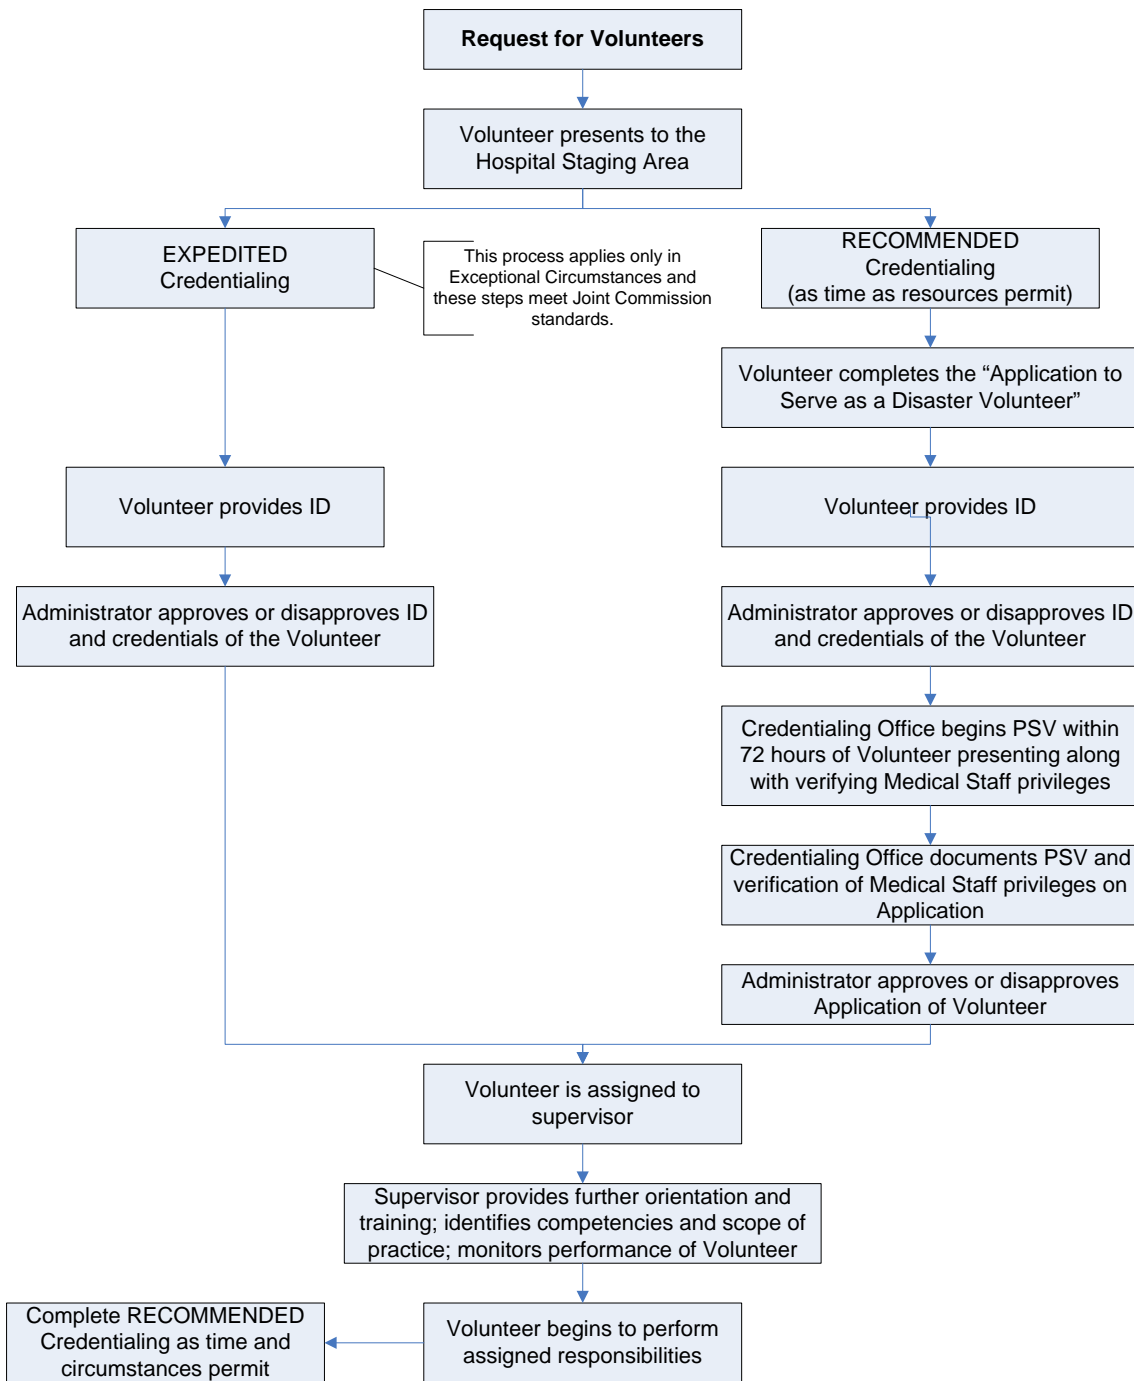 Request for Volunteers
Volunteer presents to the
Hospital Staging Area
EXPEDITED
Credentialing
This process applies only in
Exceptional Circumstances and
these steps meet Joint Commission
standards.
RECOMMENDED
Credentialing
(as time as resources permit)
Volunteer completes the “Application to
Serve as a Disaster Volunteer”
Volunteer provides ID
Volunteer provides ID
Administrator approves or disapproves ID
and credentials of the Volunteer
Administrator approves or disapproves ID
and credentials of the Volunteer
Credentialing Office begins PSV within
72 hours of Volunteer presenting along
with verifying Medical Staff privileges
Credentialing Office documents PSV and
verification of Medical Staff privileges on
Application
Administrator approves or disapproves
Application of Volunteer
Volunteer is assigned to
supervisor
Supervisor provides further orientation and
training; identifies competencies and scope of
practice; monitors performance of Volunteer
Volunteer begins to perform
assigned responsibilities
Complete RECOMMENDED
Credentialing as time and
circumstances permit